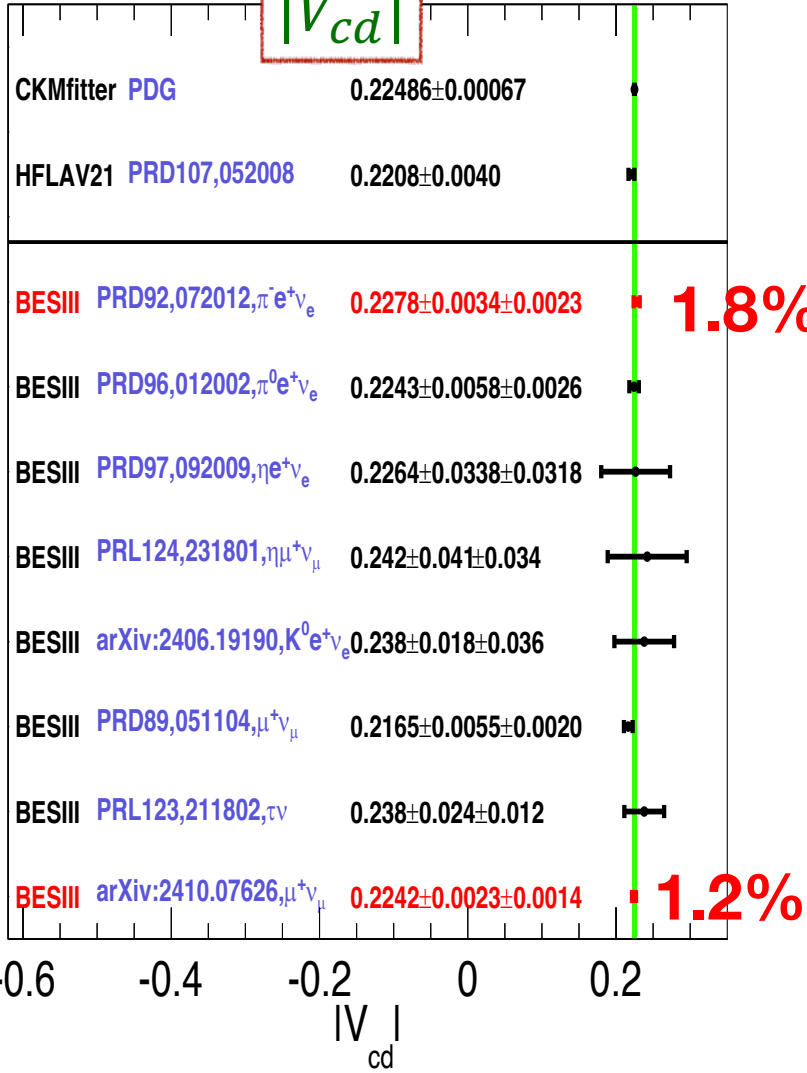 |V_cd|
CKMfitter PDG 0.22486±0.00067
HFLAV21 PRD107,052008 0.2208±0.0040
BESIII PRD92,072012,π⁻e⁺ν_e 0.2278±0.0034±0.0023 1.8%
BESIII PRD96,012002,π⁰e⁺ν_e 0.2243±0.0058±0.0026
BESIII PRD97,092009,ηe⁺ν_e 0.2264±0.0338±0.0318
BESIII PRL124,231801,ημ⁺ν_μ 0.242±0.041±0.034
BESIII arXiv:2406.19190,K⁰e⁺ν_e 0.238±0.018±0.036
BESIII PRD89,051104,μ⁺ν_μ 0.2165±0.0055±0.0020
BESIII PRL123,211802,τν 0.238±0.024±0.012
BESIII arXiv:2410.07626,μ⁺ν_μ 0.2242±0.0023±0.0014 1.2%
-0.6 -0.4 -0.2 0 0.2
|V_cd|